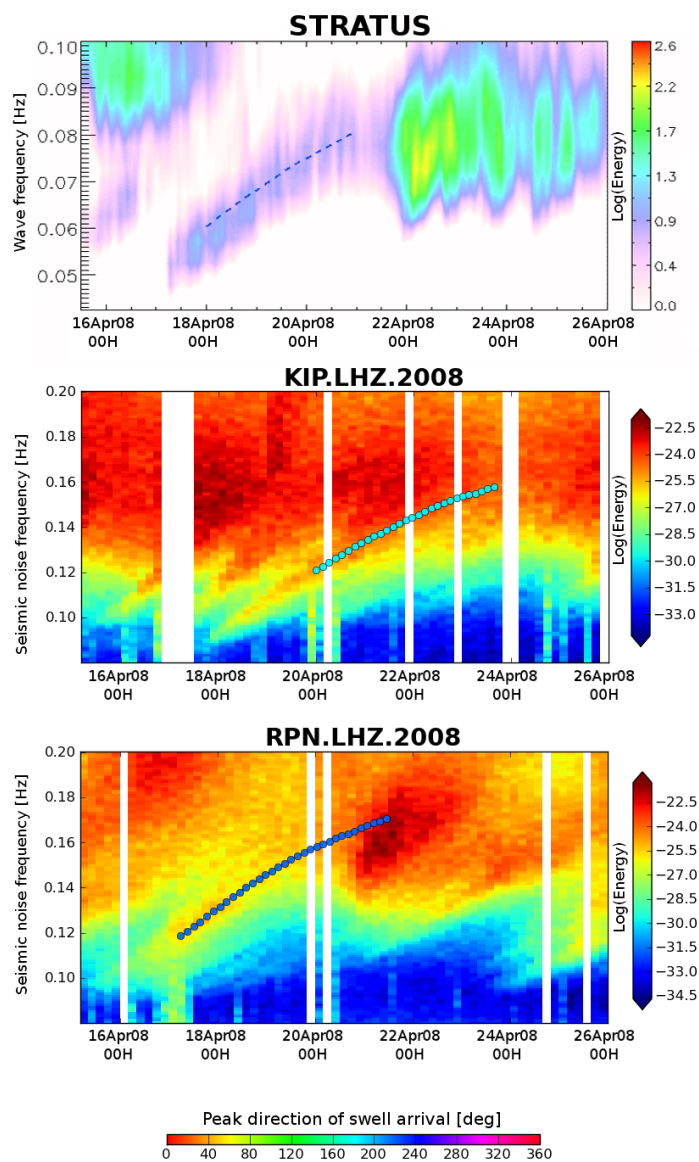 STRATUS
Wave frequency [Hz]
0.10
0.09
0.08
0.07
0.06
0.05
16Apr08 18Apr08 20Apr08 22Apr08 24Apr08 26Apr08
00H 00H 00H 00H 00H 00H
Log(Energy)
2.6
2.2
1.7
1.3
0.9
0.4
0.0
KIP.LHZ.2008
Seismic noise frequency [Hz]
0.20
0.18
0.16
0.14
0.12
0.10
16Apr08 18Apr08 20Apr08 22Apr08 24Apr08 26Apr08
00H 00H 00H 00H 00H 00H
Log(Energy)
−22.5
−24.0
−25.5
−27.0
−28.5
−30.0
−31.5
−33.0
RPN.LHZ.2008
Seismic noise frequency [Hz]
0.20
0.18
0.16
0.14
0.12
0.10
16Apr08 18Apr08 20Apr08 22Apr08 24Apr08 26Apr08
00H 00H 00H 00H 00H 00H
Log(Energy)
−22.5
−24.0
−25.5
−27.0
−28.5
−30.0
−31.5
−33.0
−34.5
Peak direction of swell arrival [deg]
0 40 80 120 160 200 240 280 320 360